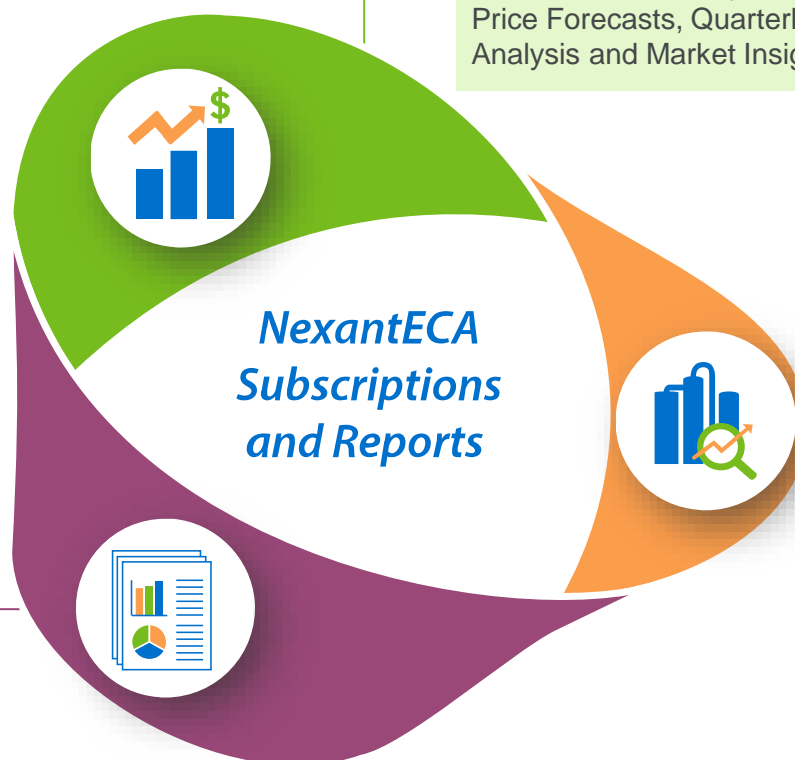 Price Forecasts, Quarterl
Analysis and Market Insig
$
NexantECA
Subscriptions
and Reports